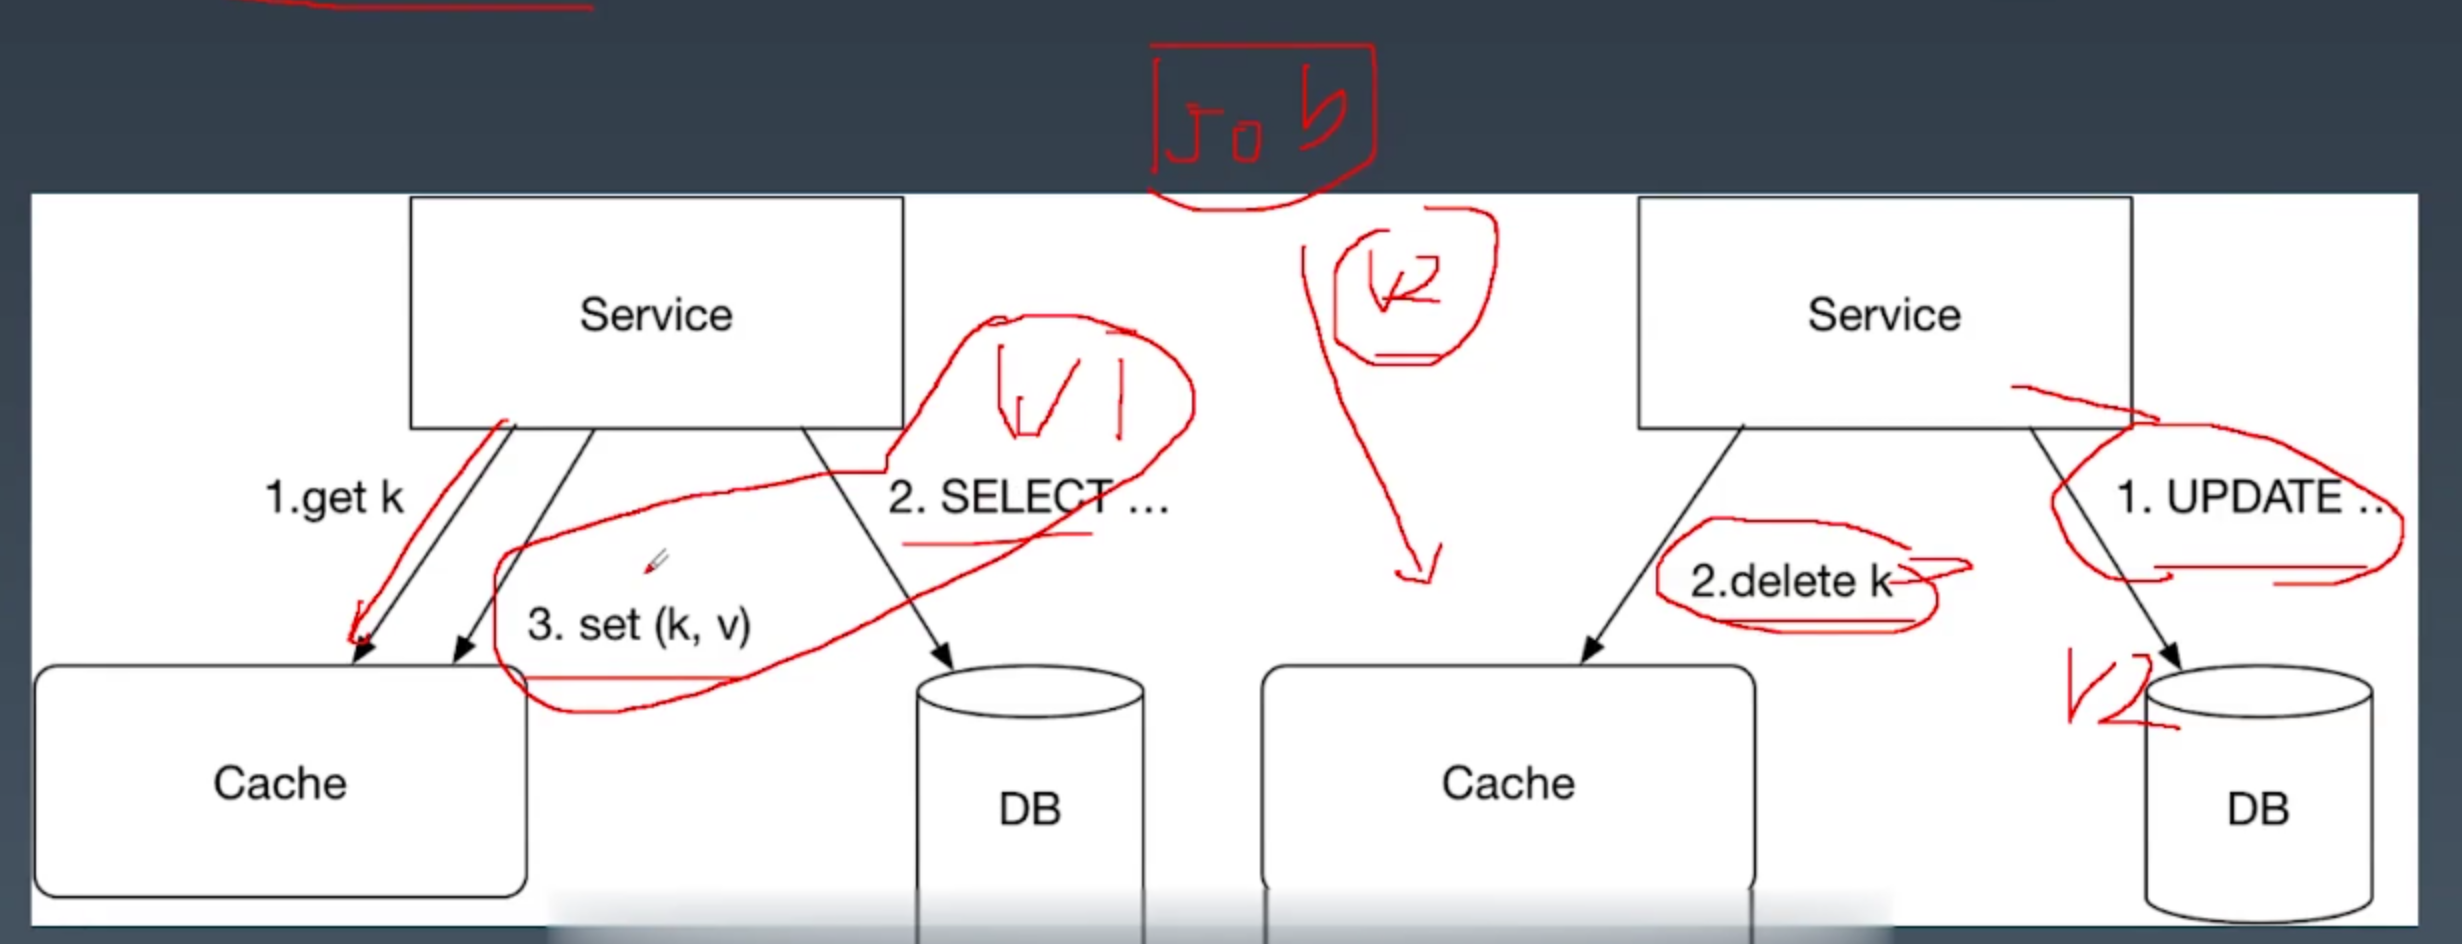 Job
Service
V2
Service
V1
1.get k
2. SELECT ...
1. UPDATE ..
2.delete k
3. set (k, v)
V2
Cache
DB
Cache
DB